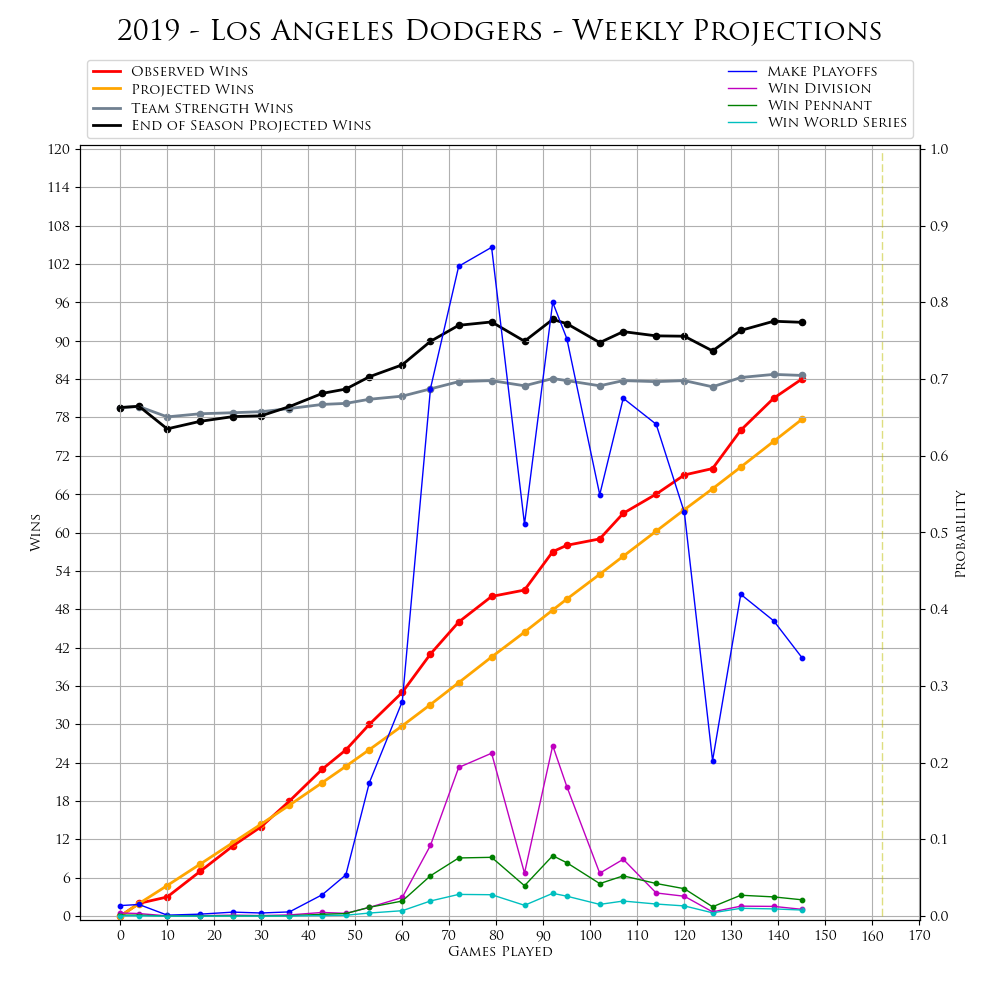 2019 - Los Angeles Dodgers - Weekly Projections
Observed Wins
Projected Wins
Team Strength Wins
End of Season Projected Wins
Make Playoffs
Win Division
Win Pennant
Win World Series
120
114
108
102
96
90
84
78
72
66
60
54
48
42
36
30
24
18
12
6
0
Wins
1.0
0.9
0.8
0.7
0.6
0.5
0.4
0.3
0.2
0.1
0.0
Probability
0 10 20 30 40 50 60 70 80 90 100 110 120 130 140 150 160 170
Games Played